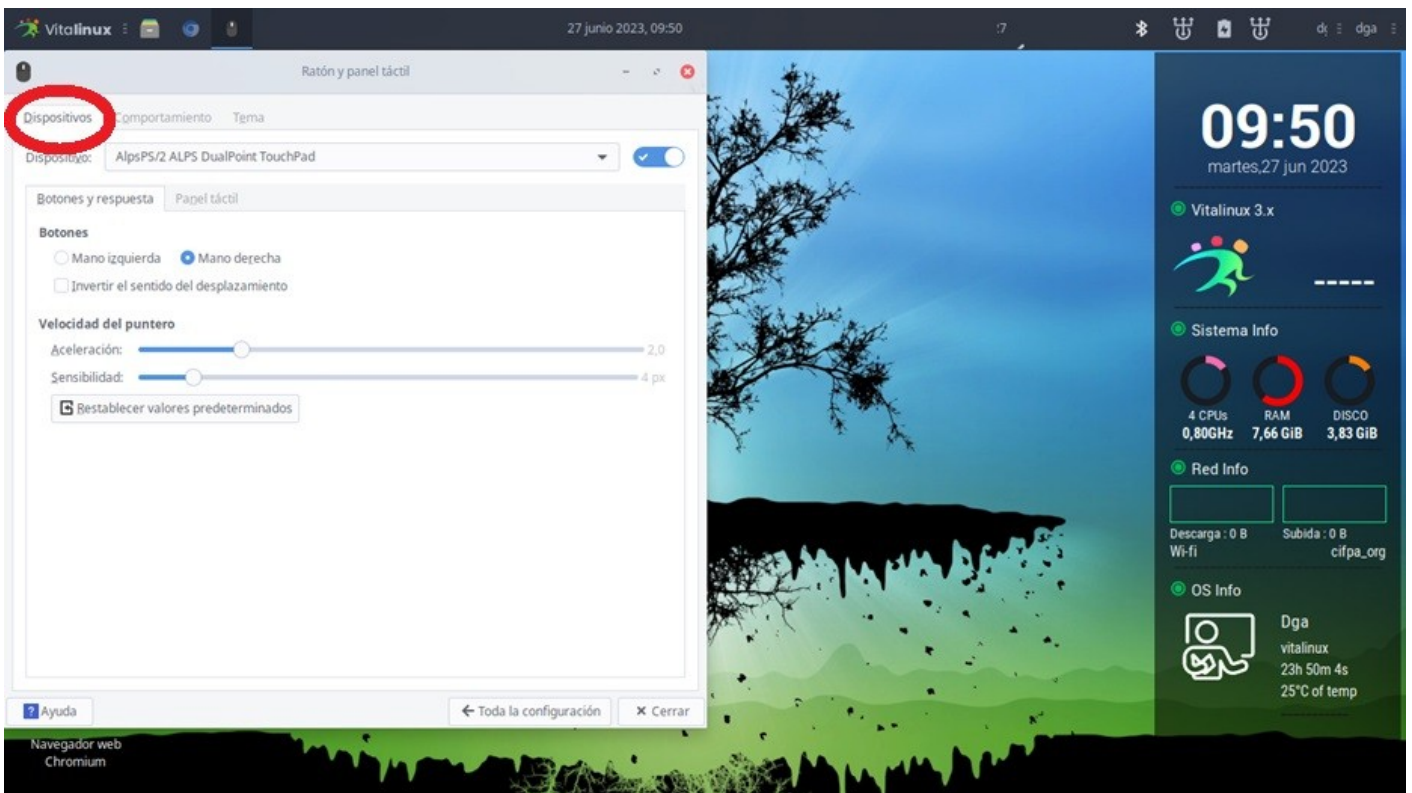 Vitalinux
27 junio 2023, 09:50
dga
Ratón y panel táctil
Dispositivos Comportamiento Tema
Dispositivo: AlpsPS/2 ALPS DualPoint TouchPad
Botones y respuesta Panel táctil
Botones
Mano izquierda Mano derecha
Invertir el sentido del desplazamiento
Velocidad del puntero
Aceleración: 2,0
Sensibilidad: 4 px
Restablecer valores predeterminados
? Ayuda
Toda la configuración
Cerrar
Navegador web
Chromium
09:50
martes,27 jun 2023
Vitalinux 3.x
-----
Sistema Info
4 CPUs RAM DISCO
0,80GHz 7,66 GiB 3,83 GiB
Red Info
Descarga : 0 B Subida : 0 B
Wi-fi cifpa_org
OS Info
Dga
vitalinux
23h 50m 4s
25°C of temp